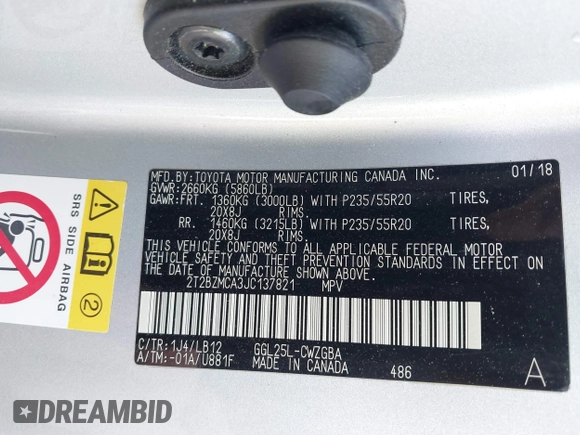 MFD.BY:TOYOTA MOTOR MANUFACTURING CANADA INC. 01/18
GVWR:2660KG (5860LB)
GAWR:FRT. 1360KG (3000LB) WITH P235/55R20 TIRES,
20X8J RIMS.
RR. 1460KG (3215LB) WITH P235/55R20 TIRES,
20X8J RIMS.
THIS VEHICLE CONFORMS TO ALL APPLICABLE FEDERAL MOTOR
VEHICLE SAFETY AND THEFT PREVENTION STANDARDS IN EFFECT
ON THE DATE OF MANUFACTURE SHOWN ABOVE.
2T2BZMCA3JC137821 MPV
C/TR:1J4/LB12 GGL25L-CWZGBA
A/TM:-01A/U881F MADE IN CANADA 486 A
SRS SIDE AIRBAG
2
DREAMBID